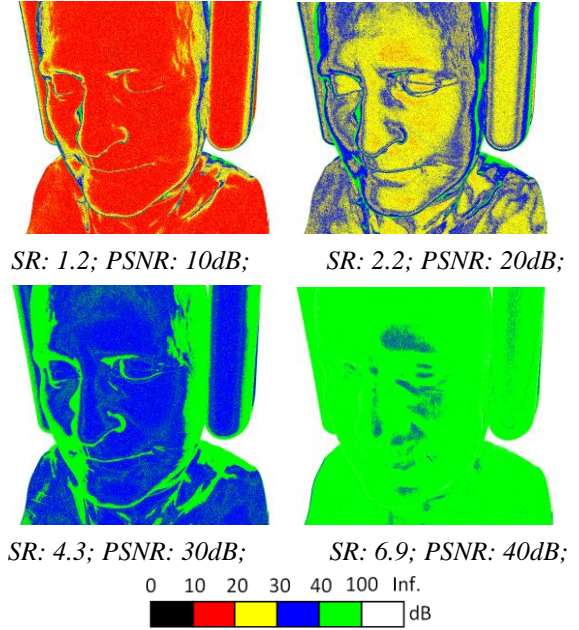 SR: 1.2; PSNR: 10dB;
SR: 2.2; PSNR: 20dB;
SR: 4.3; PSNR: 30dB;
SR: 6.9; PSNR: 40dB;
0 10 20 30 40 100 Inf.
dB